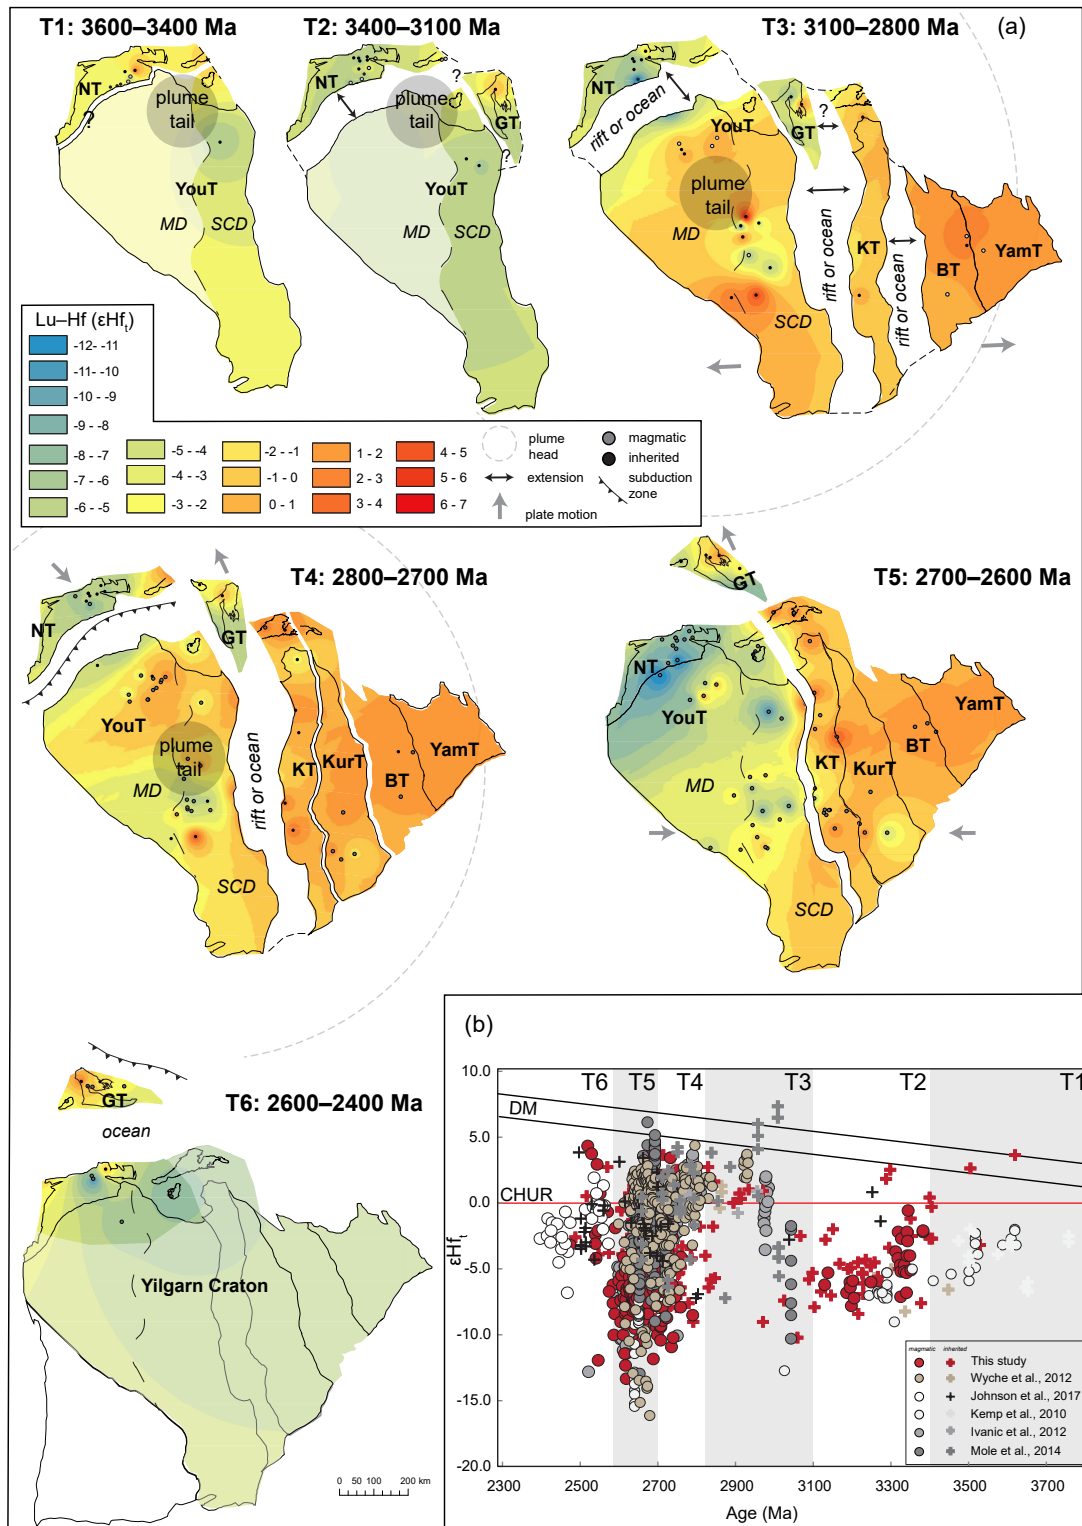 T1: 3600–3400 Ma
T2: 3400–3100 Ma
T3: 3100–2800 Ma
(a)
NT
plume
tail
?
YouT
MD
SCD
NT
plume
tail
?
GT
?
YouT
MD
SCD
NT
rift or ocean
YouT
GT
?
plume
tail
MD
rift or ocean
KT
rift or ocean
BT
YamT
SCD
Lu–Hf (εHft)
-12- -11
-11- -10
-10 - -9
-9 - -8
-8 - -7
-7 - -6
-6 - -5
-5 - -4
-4 - -3
-3 - -2
-2 - -1
-1 - 0
0 - 1
1 - 2
2 - 3
3 - 4
4 - 5
5 - 6
6 - 7
plume
head
extension
plate motion
magmatic
inherited
subduction
zone
T4: 2800–2700 Ma
NT
GT
YouT
plume
tail
MD
rift or ocean
KT
KurT
BT
YamT
SCD
T5: 2700–2600 Ma
GT
NT
YouT
MD
KT
KurT
BT
YamT
SCD
T6: 2600–2400 Ma
GT
ocean
Yilgarn Craton
0 50 100 200 km
(b)
10.0
5.0
0.0
-5.0
-10.0
-15.0
-20.0
εHft
T6
T5
T4
T3
T2
T1
DM
CHUR
magmatic
inherited
This study
Wyche et al., 2012
Johnson et al., 2017
Kemp et al., 2010
Ivanic et al., 2012
Mole et al., 2014
2300
2500
2700
2900
3100
3300
3500
3700
Age (Ma)